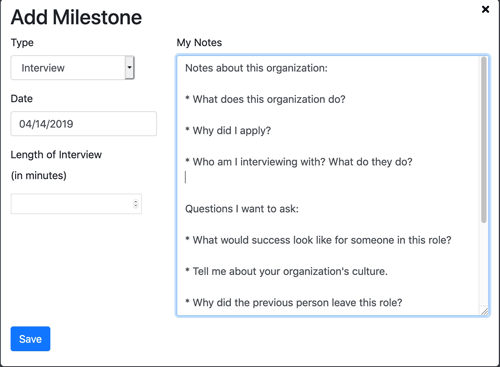 Add Milestone
×
Type
My Notes
Interview
Date
04/14/2019
Length of Interview
(in minutes)
Notes about this organization:
* What does this organization do?
* Why did I apply?
* Who am I interviewing with? What do they do?
Questions I want to ask:
* What would success look like for someone in this role?
* Tell me about your organization's culture.
* Why did the previous person leave this role?
Save